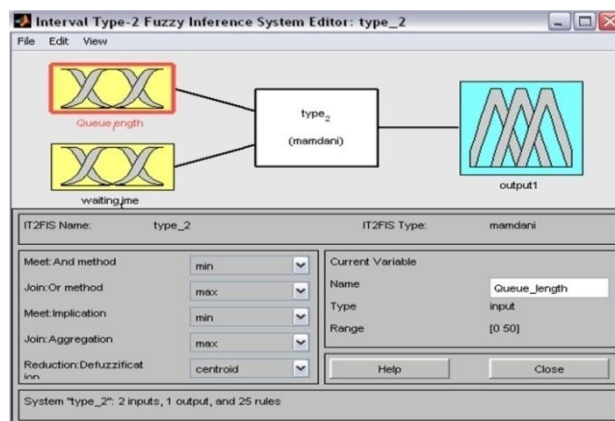 Interval Type-2 Fuzzy Inference System Editor: type_2
File Edit View
Queue length
waiting
type2
(mamdani)
output1
IT2FIS Name: type_2 IT2FIS Type: mamdani
Meet:And method min
Join:Or method max
Meet:Implication min
Join:Aggregation max
Reduction:Defuzzificat
ion centroid
Current Variable
Name Queue_length
Type input
Range [0 50]
Help Close
System "type_2": 2 inputs, 1 output, and 25 rules